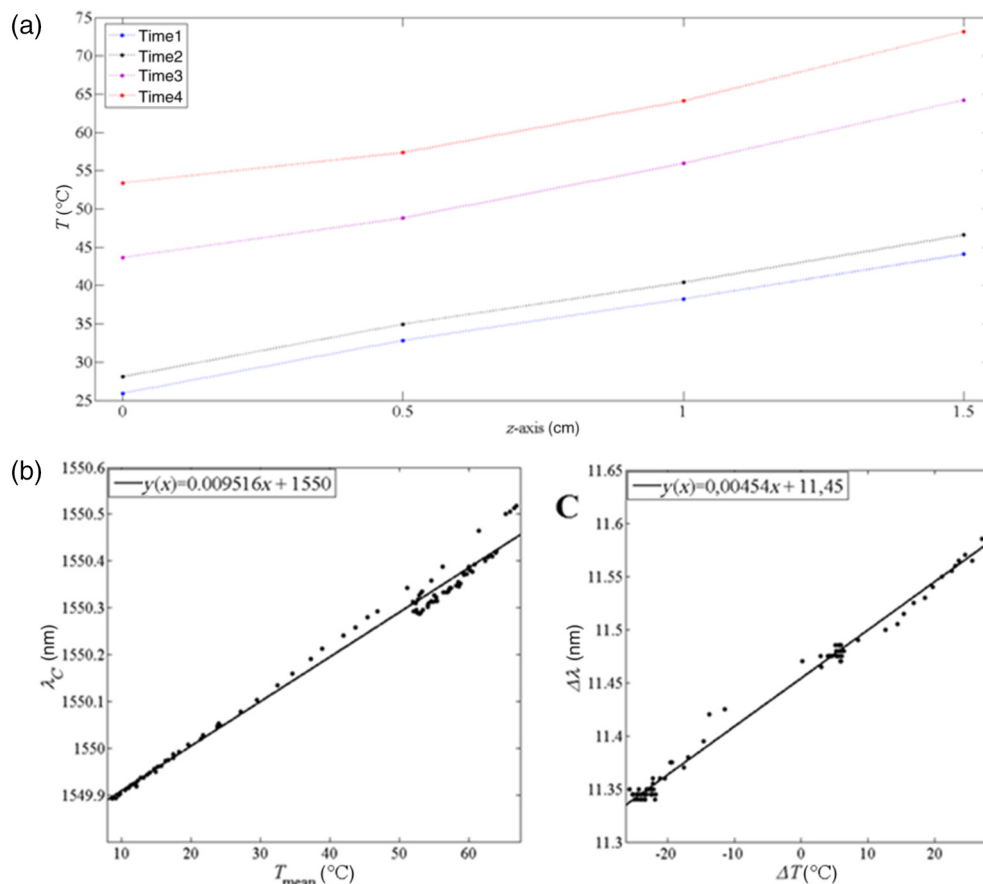 (a)
75
70
65
60
55
50
45
40
35
30
25
T (°C)
Time1
Time2
Time3
Time4
0 0.5 1 1.5
z-axis (cm)
(b)
1550.6
1550.5
1550.4
1550.3
1550.2
1550.1
1550
1549.9
λC (nm)
y(x)=0.009516x + 1550
10 20 30 40 50 60
Tmean (°C)
C
11.65
11.6
11.55
11.5
11.45
11.4
11.35
11.3
Δλ (nm)
y(x)=0,00454x + 11,45
-20 -10 0 10 20
ΔT(°C)